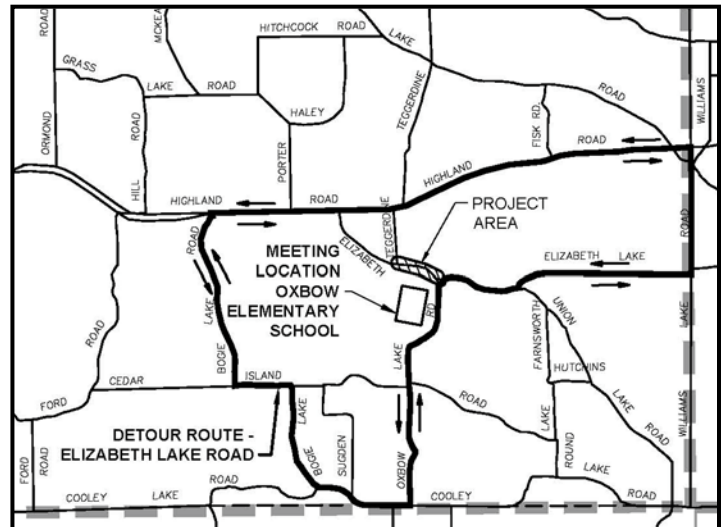 HITCHCOCK ROAD
LAKE
MCKEA
GRASS
LAKE ROAD
HALEY
ORMOND ROAD
HILL ROAD
PORTER
TEGGERDINE
FISK RD.
ROAD
WILLIAMS
HIGHLAND ROAD
HIGHLAND ROAD
TEGGERDINE
PROJECT
AREA
ELIZABETH
ELIZABETH LAKE
ROAD
MEETING
LOCATION
OXBOW
ELEMENTARY
SCHOOL
RD
BOGIE LAKE ROAD
ROAD
FARNSWORTH
UNION
HUTCHINS
LAKE
WILLIAMS
LAKE
CEDAR ISLAND
ROAD
FORD
DETOUR ROUTE -
ELIZABETH LAKE ROAD
BOGIE LAKE
SUGDEN
OXBOW
ROUND LAKE
LAKE
FORD ROAD
COOLEY LAKE ROAD
COOLEY LAKE ROAD